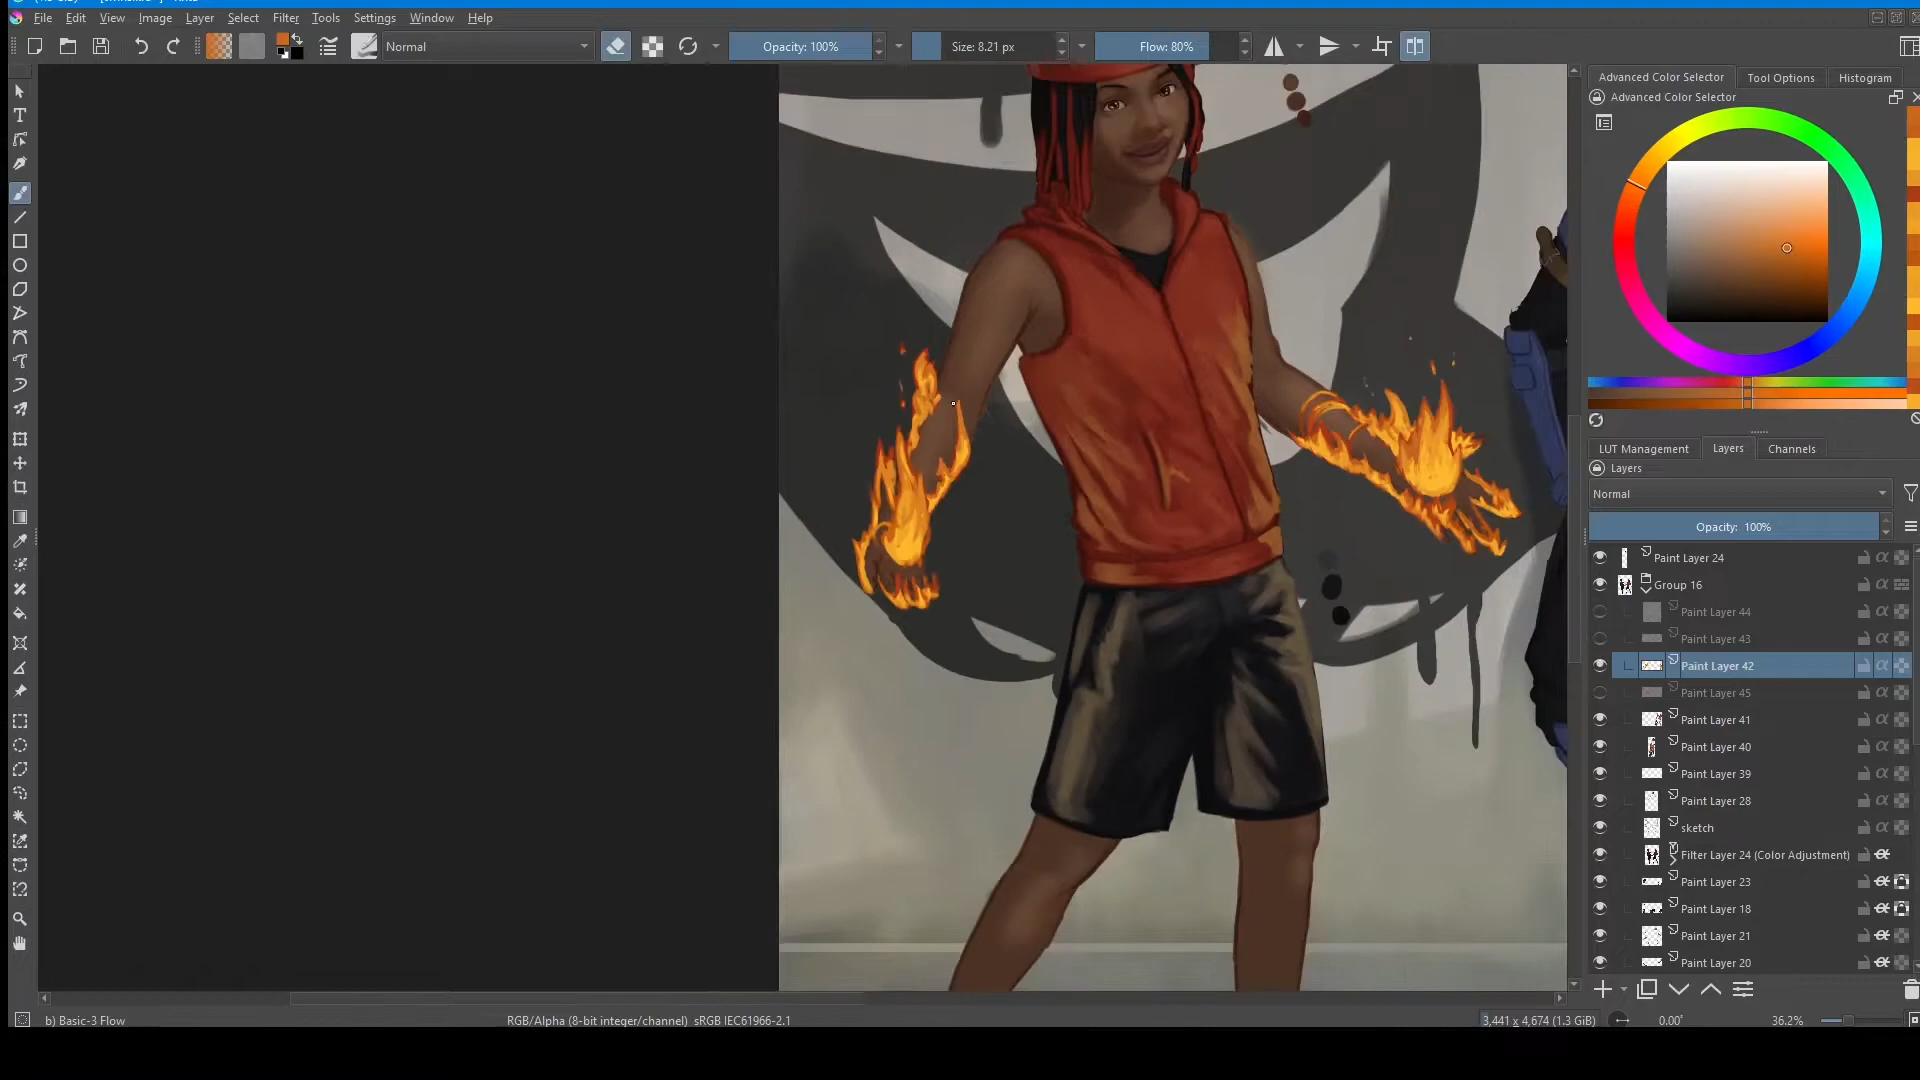 File Edit View Image Layer Select Filter Tools Settings Window Help
Normal Opacity: 100% Size: 8.21 px Flow: 80%
Advanced Color Selector Tool Options Histogram
Advanced Color Selector
LUT Management Layers Channels
Layers
Normal
Opacity: 100%
Paint Layer 24
Group 16
Paint Layer 44
Paint Layer 43
Paint Layer 42
Paint Layer 45
Paint Layer 41
Paint Layer 40
Paint Layer 39
Paint Layer 28
sketch
Filter Layer 24 (Color Adjustment)
Paint Layer 23
Paint Layer 18
Paint Layer 21
Paint Layer 20
b) Basic-3 Flow RGB/Alpha (8-bit integer/channel) sRGB IEC61966-2.1 3,441 x 4,674 (1.3 GiB) 0.00° 36.2%